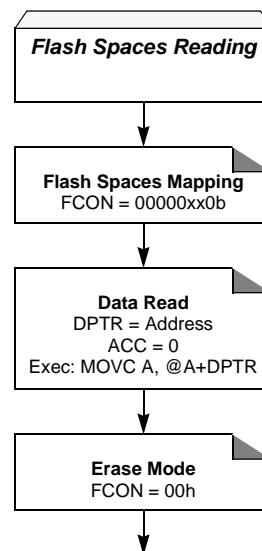 Flash Spaces Reading
Flash Spaces Mapping
FCON = 00000xx0b
Data Read
DPTR = Address
ACC = 0
Exec: MOVC A, @A+DPTR
Erase Mode
FCON = 00h